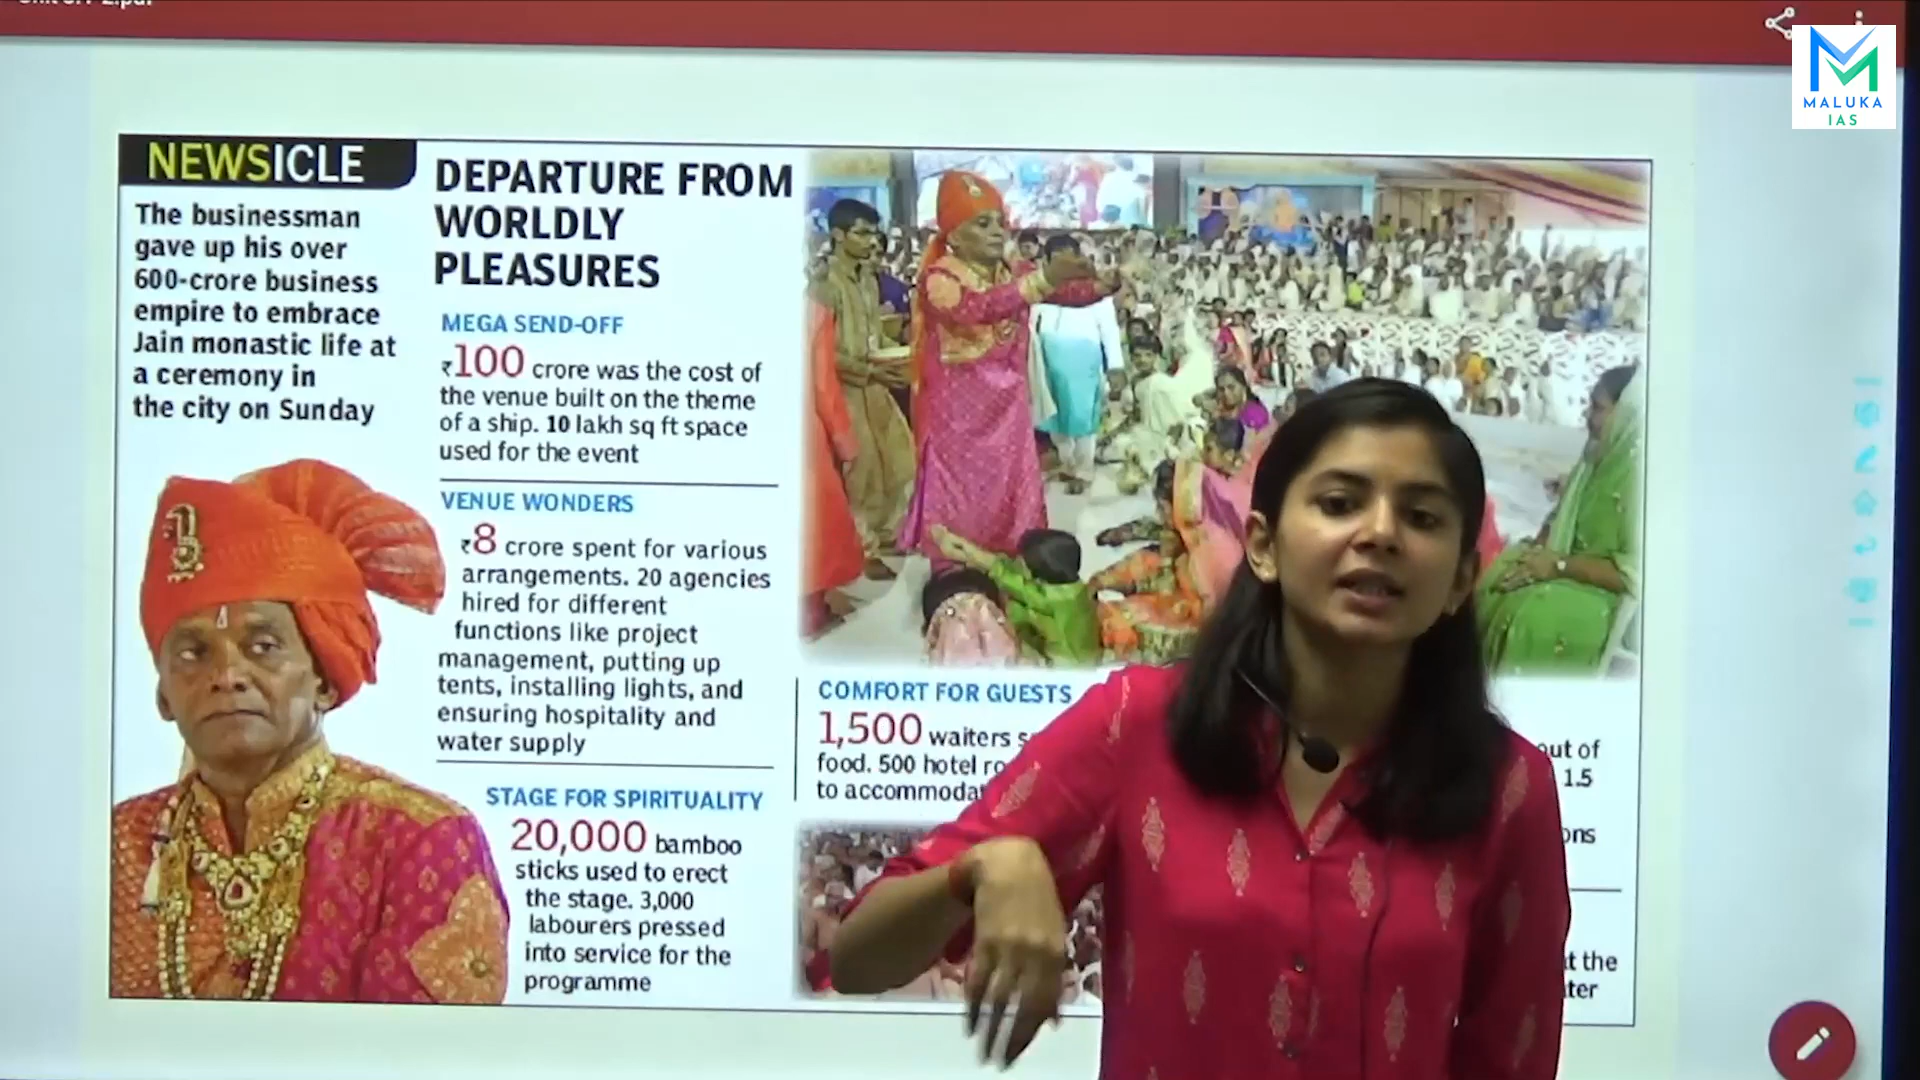 MALUKA
IAS
NEWSICLE
The businessman
gave up his over
600-crore business
empire to embrace
Jain monastic life at
a ceremony in
the city on Sunday
DEPARTURE FROM
WORLDLY
PLEASURES
MEGA SEND-OFF
₹100 crore was the cost of
the venue built on the theme
of a ship. 10 lakh sq ft space
used for the event
VENUE WONDERS
₹8 crore spent for various
arrangements. 20 agencies
hired for different
functions like project
management, putting up
tents, installing lights, and
ensuring hospitality and
water supply
STAGE FOR SPIRITUALITY
20,000 bamboo
sticks used to erect
the stage. 3,000
labourers pressed
into service for the
programme
COMFORT FOR GUESTS
1,500 waiters
food. 500 hotel
to
out of
1.5
the